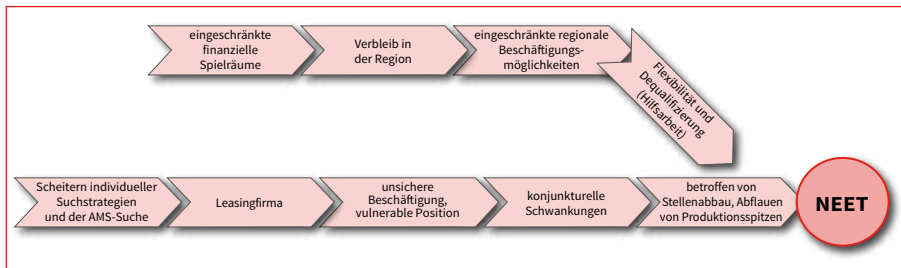 eingeschränkte
finanzielle
Spielräume
Verbleib in
der Region
eingeschränkte regionale
Beschäftigungs-
möglichkeiten
Flexibilität und
Dequalifizierung
(Hilfsarbeit)
Scheitern individueller
Suchstrategien
und der AMS-Suche
Leasingfirma
unsichere
Beschäftigung,
vulnerable Position
konjunkturelle
Schwankungen
betroffen von
Stellenabbau, Abflauen
von Produktionsspitzen
NEET